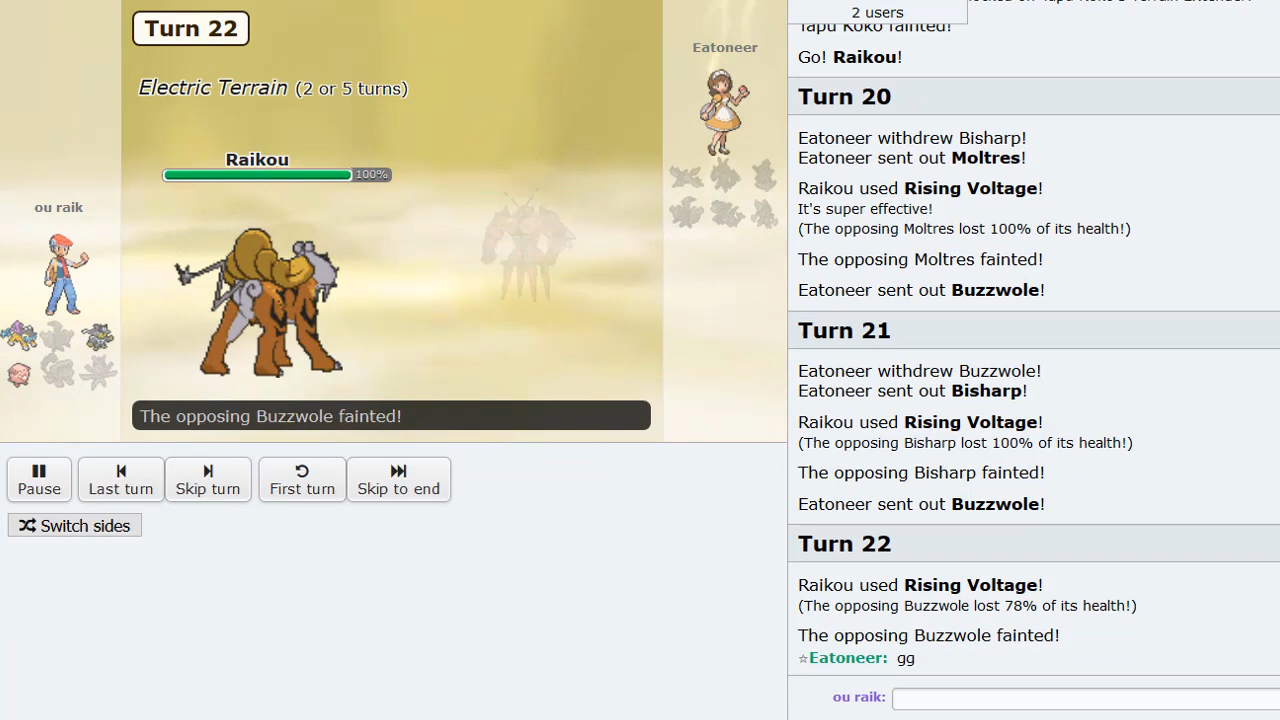 Turn 22
Electric Terrain (2 or 5 turns)
Raikou
100%
ou raik
Eatoneer
The opposing Buzzwole fainted!
Pause
Last turn
Skip turn
First turn
Skip to end
Switch sides
2 users
Tapu Koko fainted!
Go! Raikou!
Turn 20
Eatoneer withdrew Bisharp!
Eatoneer sent out Moltres!
Raikou used Rising Voltage!
It's super effective!
(The opposing Moltres lost 100% of its health!)
The opposing Moltres fainted!
Eatoneer sent out Buzzwole!
Turn 21
Eatoneer withdrew Buzzwole!
Eatoneer sent out Bisharp!
Raikou used Rising Voltage!
(The opposing Bisharp lost 100% of its health!)
The opposing Bisharp fainted!
Eatoneer sent out Buzzwole!
Turn 22
Raikou used Rising Voltage!
(The opposing Buzzwole lost 78% of its health!)
The opposing Buzzwole fainted!
☆Eatoneer: gg
ou raik: